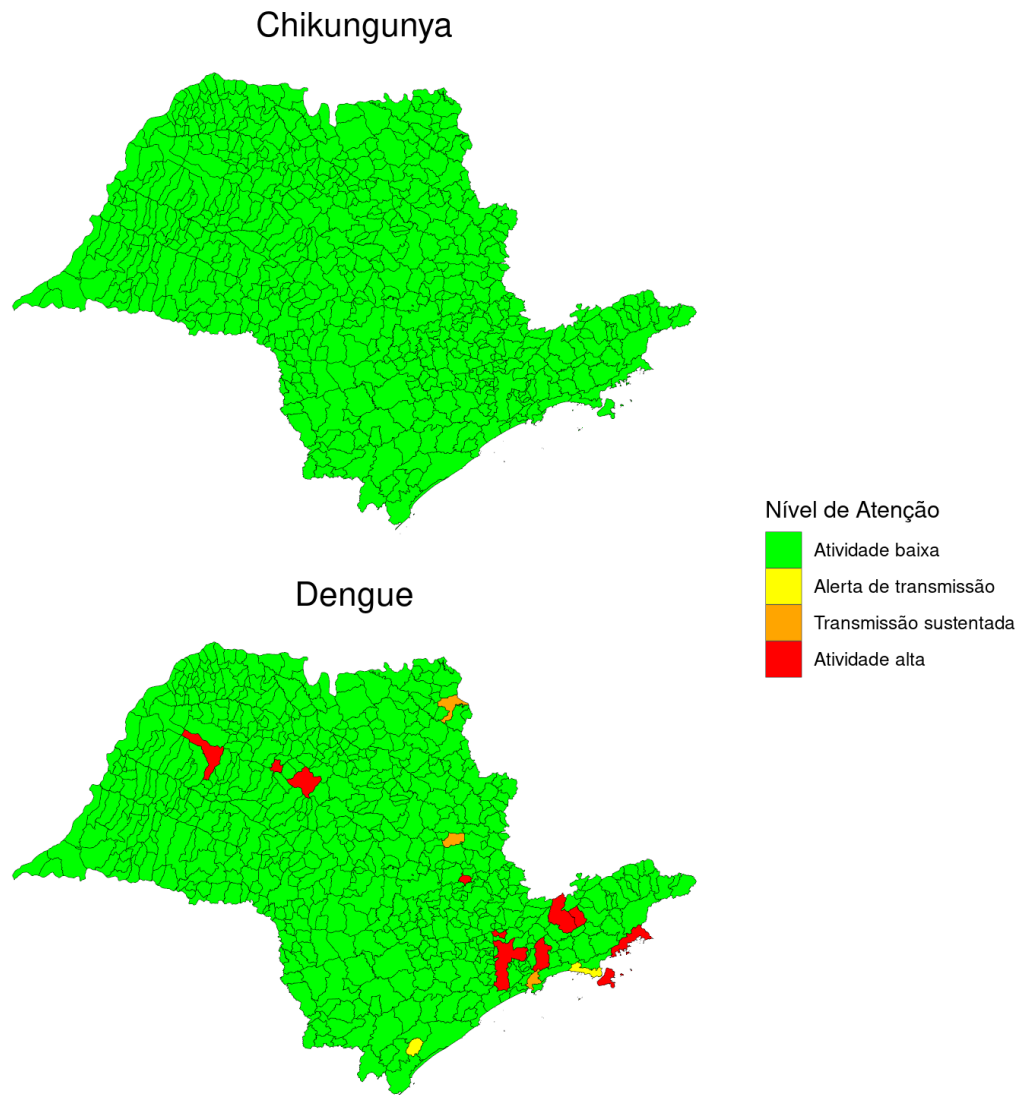 Chikungunya
Nível de Atenção
Atividade baixa
Alerta de transmissão
Transmissão sustentada
Atividade alta
Dengue